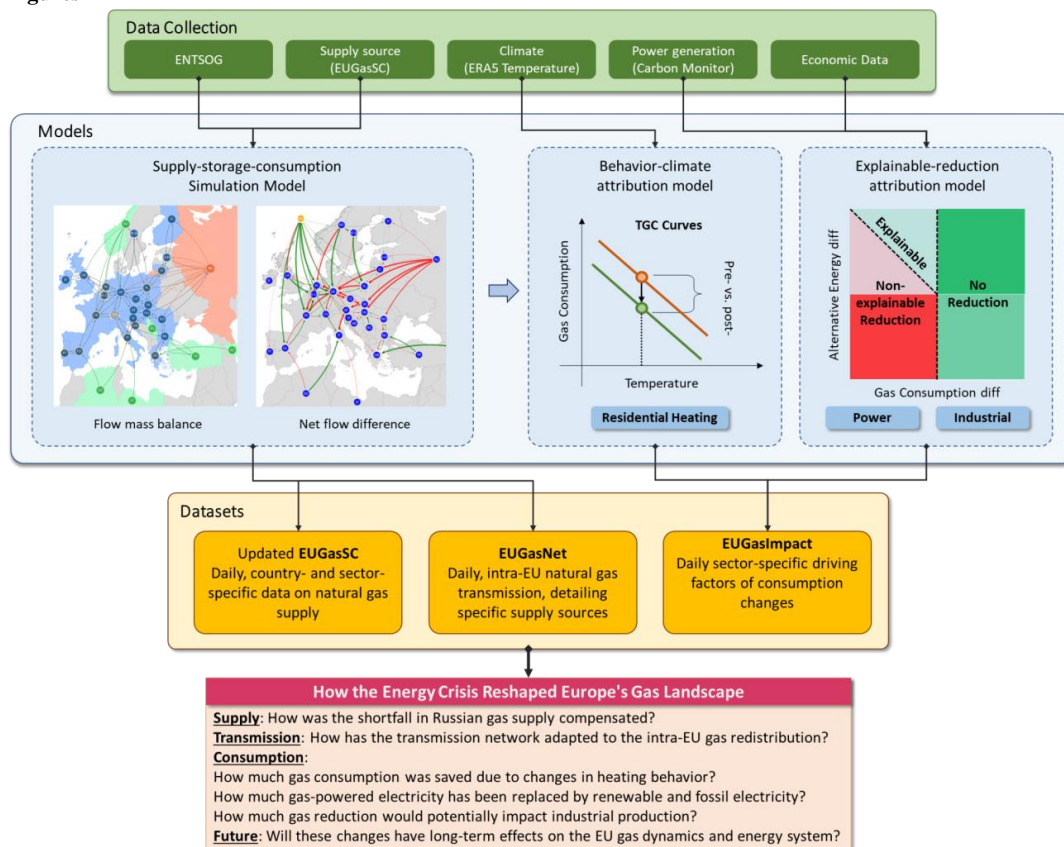 Data Collection
ENTSOG
Supply source
(EUGasSC)
Climate
(ERA5 Temperature)
Power generation
(Carbon Monitor)
Economic Data
Models
Supply-storage-consumption
Simulation Model
Flow mass balance
Net flow difference
Behavior-climate
attribution model
TGC Curves
Gas Consumption
Pre- vs. post-
Temperature
Residential Heating
Explainable-reduction
attribution model
Alternative Energy diff
Explainable
Non-
explainable
Reduction
No
Reduction
Gas Consumption diff
Power
Industrial
Datasets
Updated EUGasSC
Daily, country- and sector-
specific data on natural gas
supply
EUGasNet
Daily, intra-EU natural gas
transmission, detailing
specific supply sources
EUGasImpact
Daily sector-specific driving
factors of consumption
changes
How the Energy Crisis Reshaped Europe's Gas Landscape
Supply: How was the shortfall in Russian gas supply compensated?
Transmission: How has the transmission network adapted to the intra-EU gas redistribution?
Consumption:
How much gas consumption was saved due to changes in heating behavior?
How much gas-powered electricity has been replaced by renewable and fossil electricity?
How much gas reduction would potentially impact industrial production?
Future: Will these changes have long-term effects on the EU gas dynamics and energy system?